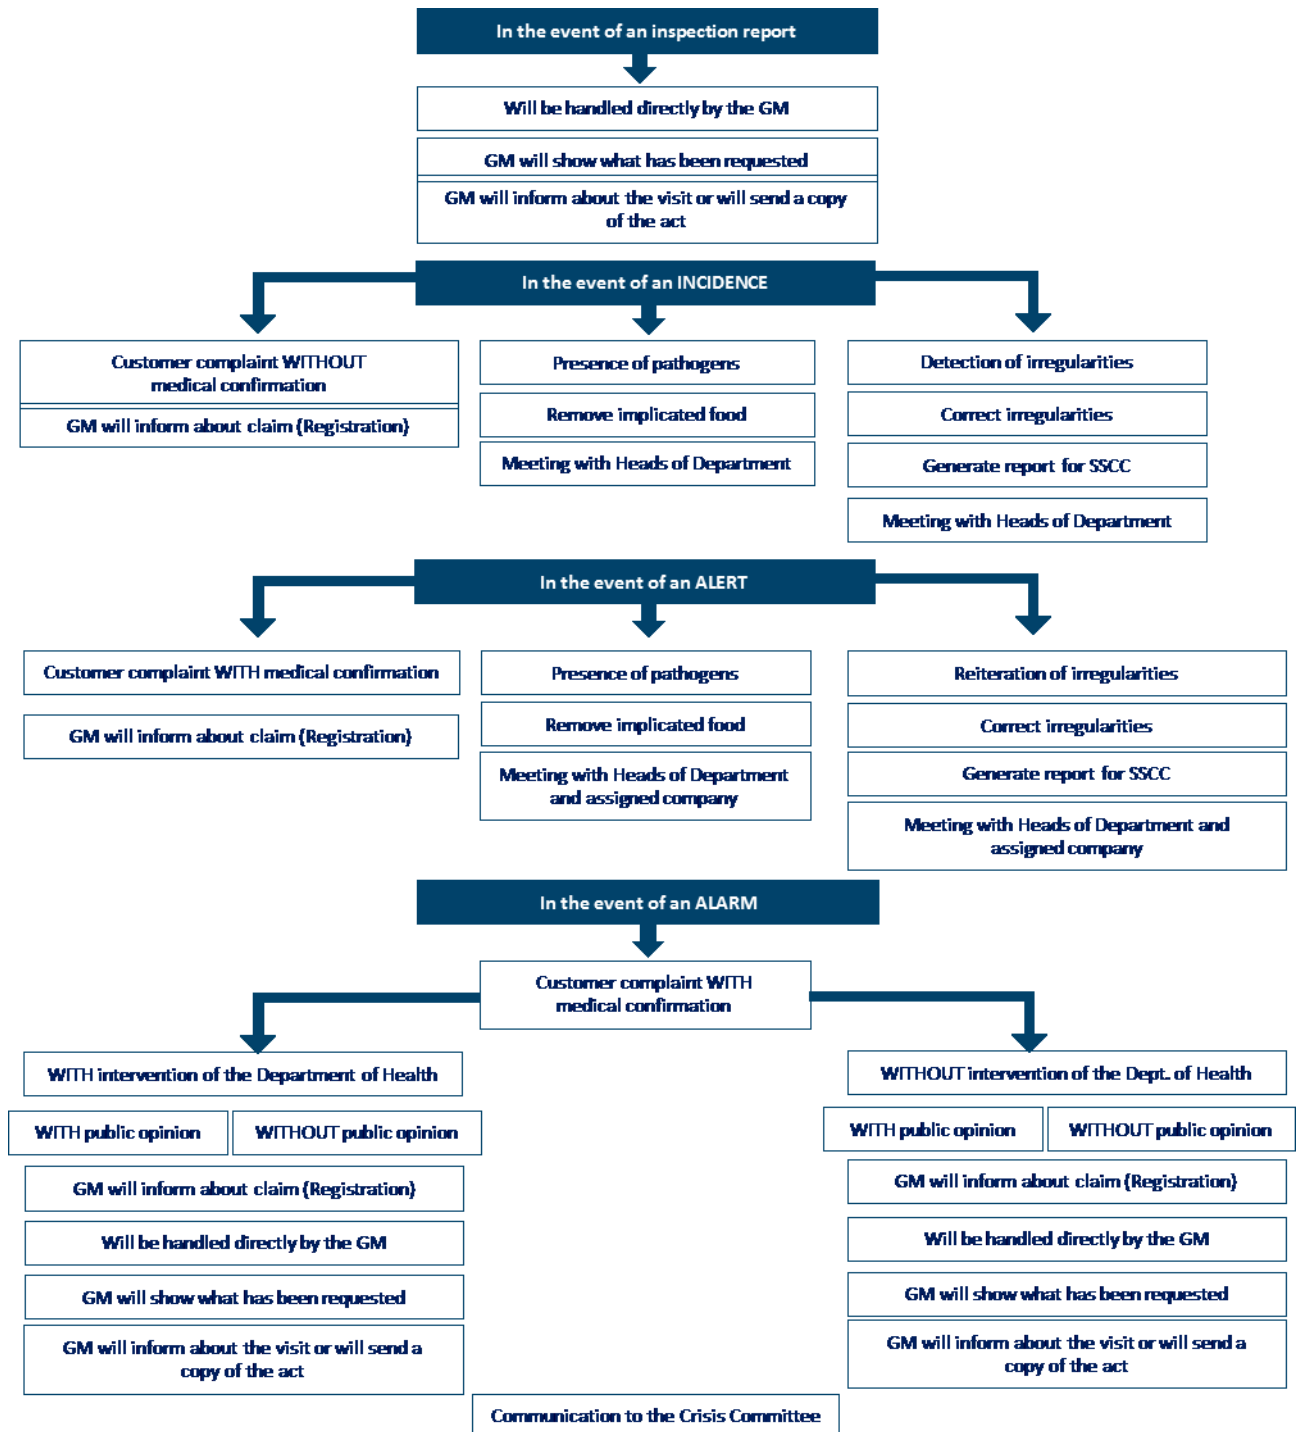 In the event of an inspection report
Will be handled directly by the GM
GM will show what has been requested
GM will inform about the visit or will send a copy
of the act
In the event of an INCIDENCE
Customer complaint WITHOUT
medical confirmation
GM will inform about claim (Registration)
Presence of pathogens
Remove implicated food
Meeting with Heads of Department
Detection of irregularities
Correct irregularities
Generate report for SSCC
Meeting with Heads of Department
In the event of an ALERT
Customer complaint WITH medical confirmation
GM will inform about claim (Registration)
Presence of pathogens
Remove implicated food
Meeting with Heads of Department
and assigned company
Reiteration of irregularities
Correct irregularities
Generate report for SSCC
Meeting with Heads of Department and
assigned company
In the event of an ALARM
Customer complaint WITH
medical confirmation
WITH intervention of the Department of Health
WITH public opinion
WITHOUT public opinion
GM will inform about claim (Registration)
Will be handled directly by the GM
GM will show what has been requested
GM will inform about the visit or will send a
copy of the act
WITHOUT intervention of the Dept. of Health
WITH public opinion
WITHOUT public opinion
GM will inform about claim (Registration)
Will be handled directly by the GM
GM will show what has been requested
GM will inform about the visit or will send a
copy of the act
Communication to the Crisis Committee